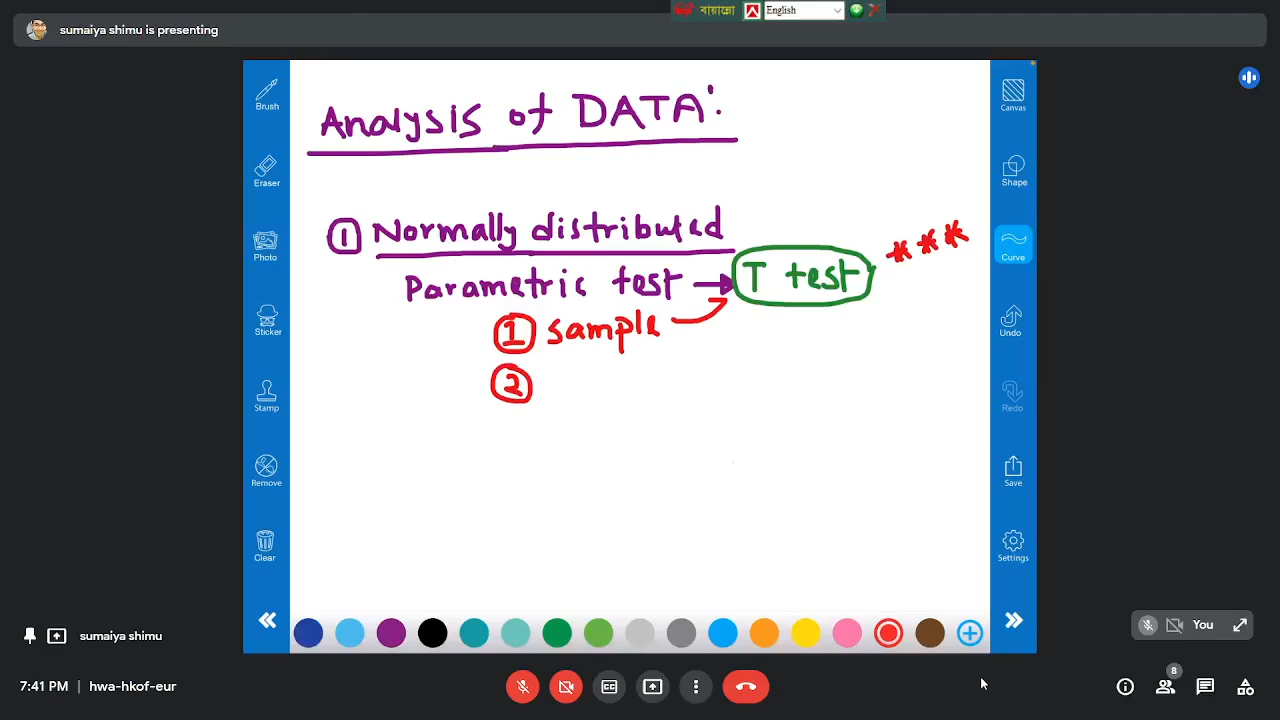 বায়ান্নো English
sumaiya shimu is presenting
Brush
Eraser
Photo
Sticker
Stamp
Remove
Clear
Analysis of DATA:
① Normally distributed
Parametric test → T test ***
① sample
②
Canvas
Shape
Curve
Undo
Redo
Save
Settings
sumaiya shimu
You
7:41 PM | hwa-hkof-eur
8